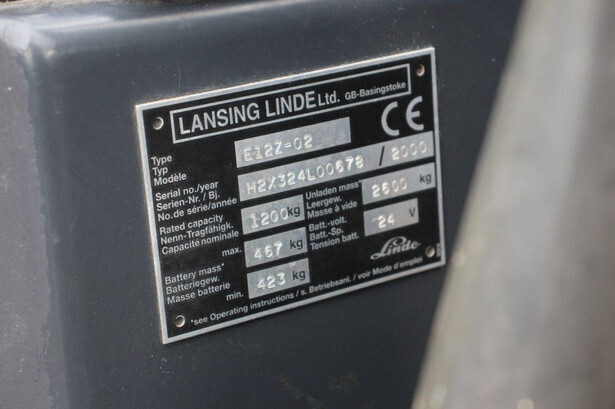 LANSING LINDE Ltd. GB-Basingstoke
CE
Type
Typ
Modèle
E12Z-02
Serial no./year
Serien-Nr. / Bj.
No. de série/année
H2X324L00678 / 2000
Rated capacity
Nenn-Tragfähigk.
Capacité nominale
1200 kg
Unladen mass*
Leergew.
Masse à vide
2600 kg
Battery mass*
Batteriegew.
Masse batterie
max. 467 kg
min. 423 kg
Batt.-volt.
Batt.-Sp.
Tension batt.
24 V
Linde
*see Operating instructions / s. Betriebsanl. / voir Mode d'emploi